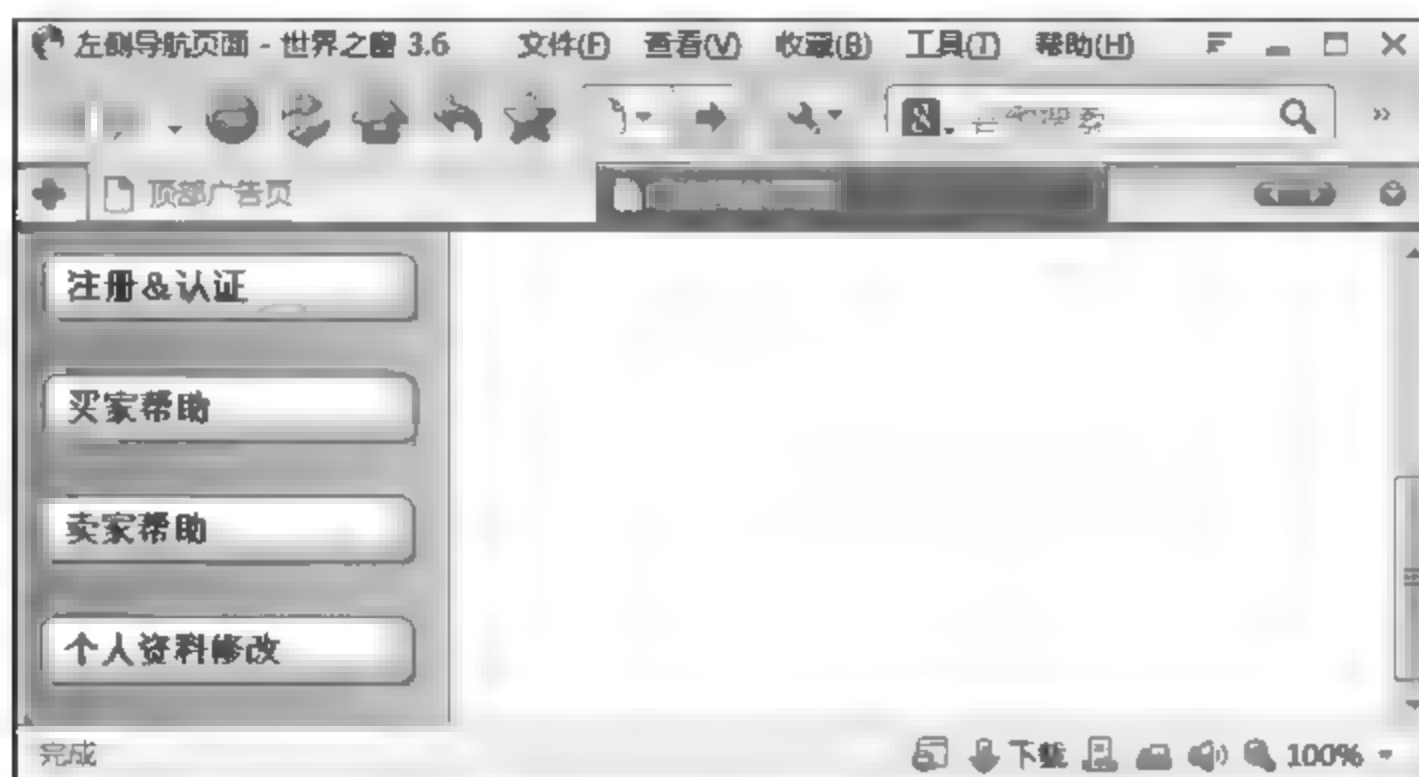 左侧导航页面 - 世界之窗 3.6 文件(F) 查看(V) 收藏(B) 工具(T) 帮助(H)
顶部广告页
注册&认证
买家帮助
卖家帮助
个人资料修改
完成 下载 100%